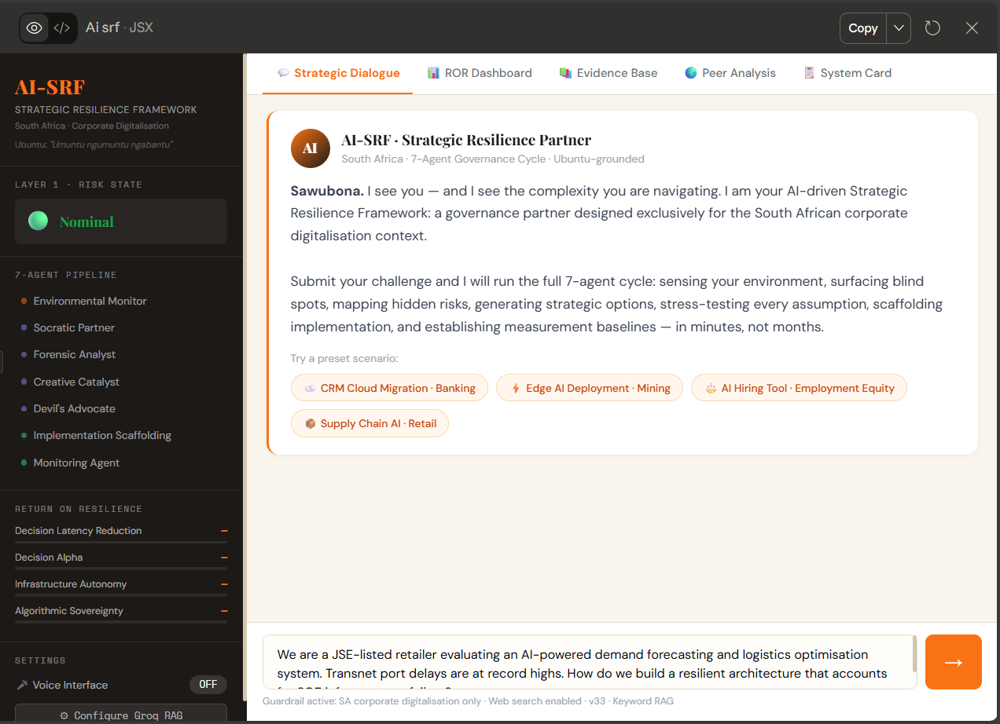 Ai srf · JSX
Copy
AI-SRF
STRATEGIC RESILIENCE FRAMEWORK
South Africa · Corporate Digitalisation
Ubuntu: "Umuntu ngumuntu ngabantu"
LAYER 1 · RISK STATE
Nominal
7-AGENT PIPELINE
Environmental Monitor
Socratic Partner
Forensic Analyst
Creative Catalyst
Devil's Advocate
Implementation Scaffolding
Monitoring Agent
RETURN ON RESILIENCE
Decision Latency Reduction –
Decision Alpha –
Infrastructure Autonomy –
Algorithmic Sovereignty –
SETTINGS
Voice Interface OFF
Configure Groq RAG
Strategic Dialogue
ROR Dashboard
Evidence Base
Peer Analysis
System Card
AI
AI-SRF · Strategic Resilience Partner
South Africa · 7-Agent Governance Cycle · Ubuntu-grounded
Sawubona. I see you — and I see the complexity you are navigating. I am your AI-driven Strategic
Resilience Framework: a governance partner designed exclusively for the South African corporate
digitalisation context.
Submit your challenge and I will run the full 7-agent cycle: sensing your environment, surfacing blind
spots, mapping hidden risks, generating strategic options, stress-testing every assumption, scaffolding
implementation, and establishing measurement baselines — in minutes, not months.
Try a preset scenario:
CRM Cloud Migration · Banking
Edge AI Deployment · Mining
AI Hiring Tool · Employment Equity
Supply Chain AI · Retail
We are a JSE-listed retailer evaluating an AI-powered demand forecasting and logistics optimisation
system. Transnet port delays are at record highs. How do we build a resilient architecture that accounts
→
Guardrail active: SA corporate digitalisation only · Web search enabled · v33 · Keyword RAG